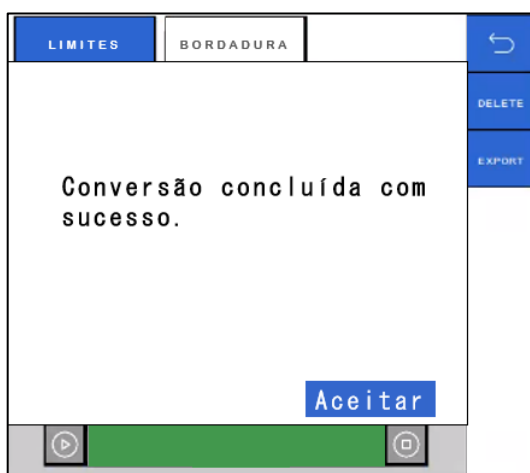 LIMITES
BORDADURA
DELETE
EXPORT
Conversão concluída com
sucesso.
Aceitar